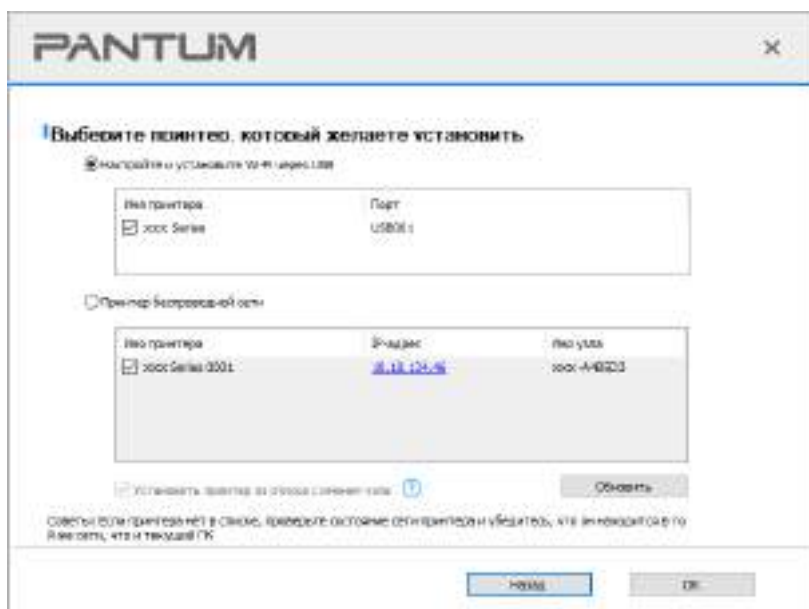 PANTUM
Выберите принтер, который желаете установить
Настройте и установите Wi-Fi через USB
Имя принтера Порт
xxxx Series USB001
Принтер беспроводной сети
Имя принтера IP-адрес Имя узла
xxxx Series 0001
Установить принтер из списка с именем узла
Обновить
Советы: если принтера нет в списке, проверьте состояние сети принтера и убедитесь, что он находится в то
й же сети, что и текущий ПК
Назад OK